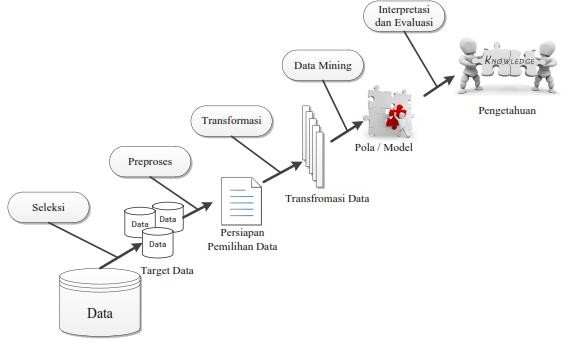 Interpretasi
dan Evaluasi
KNOWLEDGE
Data Mining
Pengetahuan
Transformasi
Pola / Model
Preproses
Transfromasi Data
Seleksi
Data
Data
Data
Persiapan
Pemilihan Data
Target Data
Data